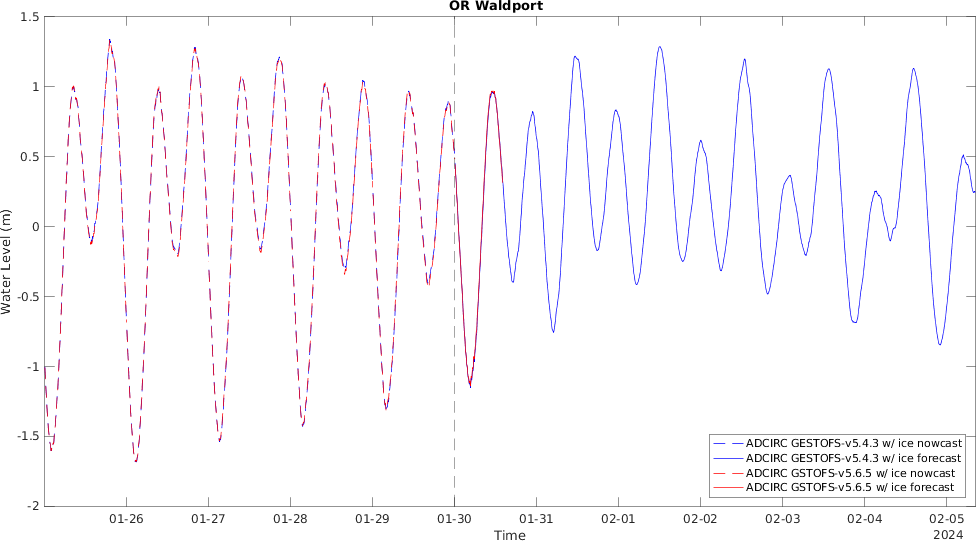 OR Waldport
1.5
1
0.5
0
-0.5
-1
-1.5
-2
Water Level (m)
01-26 01-27 01-28 01-29 01-30 01-31 02-01 02-02 02-03 02-04 02-05
Time
2024
ADCIRC GESTOFS-v5.4.3 w/ ice nowcast
ADCIRC GESTOFS-v5.4.3 w/ ice forecast
ADCIRC GSTOFS-v5.6.5 w/ ice nowcast
ADCIRC GSTOFS-v5.6.5 w/ ice forecast